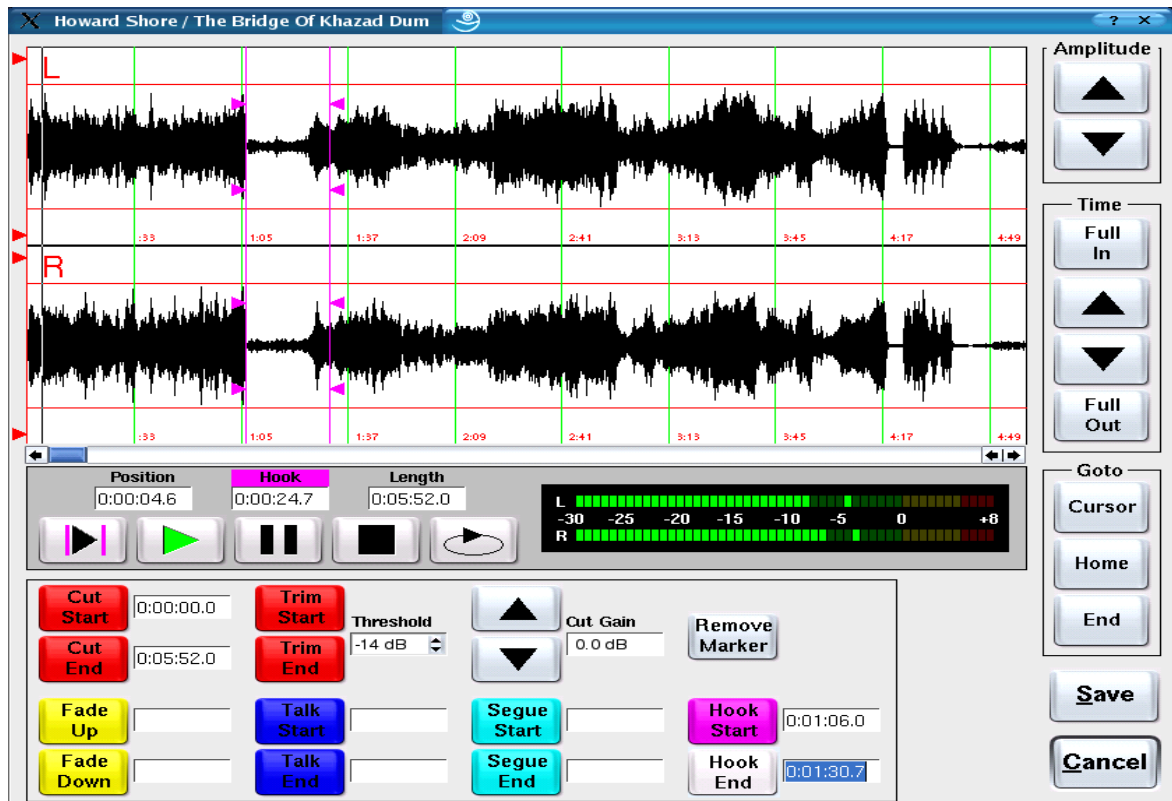 Howard Shore / The Bridge Of Khazad Dum
? ×
Amplitude
L
:33 1:05 1:37 2:09 2:41 3:13 3:45 4:17 4:49
R
:33 1:05 1:37 2:09 2:41 3:13 3:45 4:17 4:49
Time
Full In
Full Out
Position Hook Length
0:00:04.6 0:00:24.7 0:05:52.0
L
-30 -25 -20 -15 -10 -5 0 +8
R
Goto
Cursor
Home
End
Cut Start 0:00:00.0
Cut End 0:05:52.0
Trim Start
Trim End
Threshold
-14 dB
Cut Gain
0.0 dB
Remove Marker
Fade Up
Fade Down
Talk Start
Talk End
Segue Start
Segue End
Hook Start 0:01:06.0
Hook End 0:01:30.7
Save
Cancel